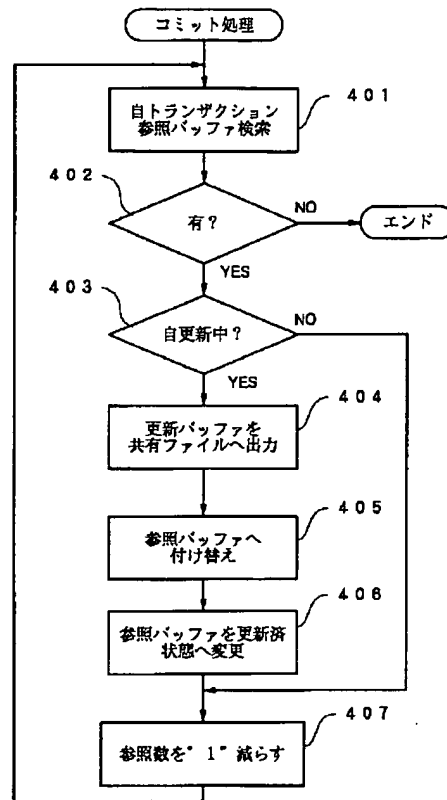 コミット処理
401
自トランザクション
参照バッファ検索
402
有？
NO
エンド
YES
403
自更新中？
NO
YES
404
更新バッファを
共有ファイルへ出力
405
参照バッファへ
付け替え
406
参照バッファを更新済
状態へ変更
407
参照数を"1"減らす